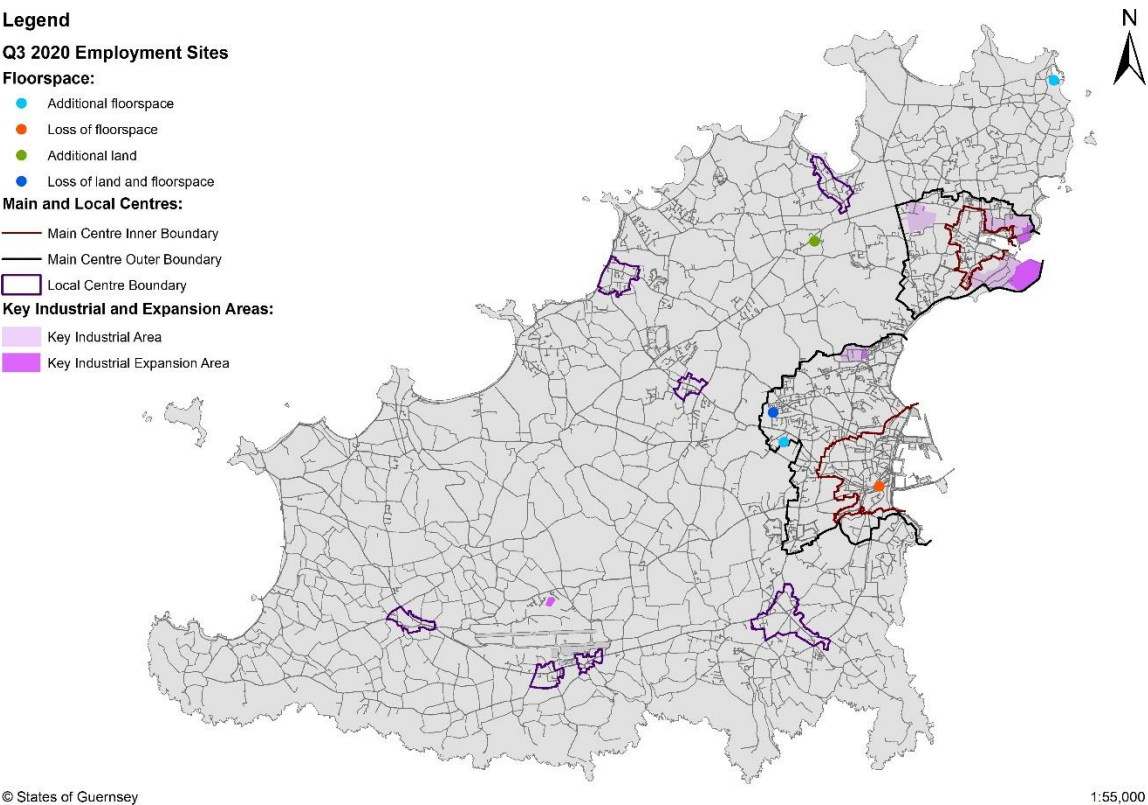 Legend
Q3 2020 Employment Sites
Floorspace:
Additional floorspace
Loss of floorspace
Additional land
Loss of land and floorspace
Main and Local Centres:
Main Centre Inner Boundary
Main Centre Outer Boundary
Local Centre Boundary
Key Industrial and Expansion Areas:
Key Industrial Area
Key Industrial Expansion Area
N
© States of Guernsey
1:55,000